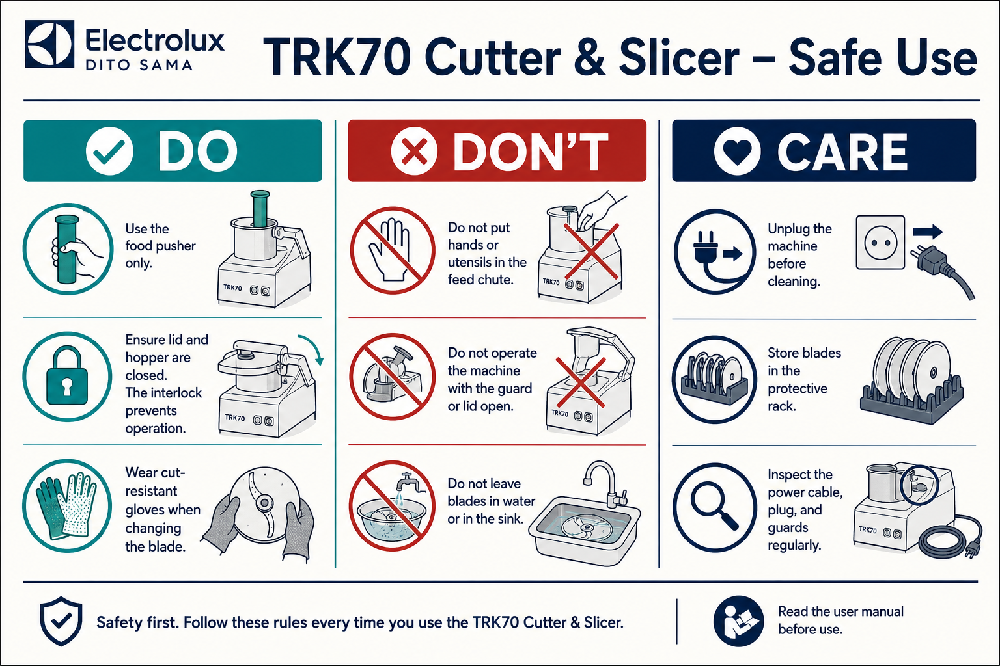 Electrolux
DITO SAMA
TRK70 Cutter & Slicer – Safe Use
DO
Use the
food pusher
only.
TRK70
Ensure lid and
hopper are
closed.
The interlock
prevents
operation.
TRK70
Wear cut-
resistant
gloves when
changing
the blade.
DON'T
Do not put
hands or
utensils in the
feed chute.
TRK70
Do not operate
the machine
with the guard
or lid open.
TRK70
Do not leave
blades in water
or in the sink.
CARE
Unplug the
machine
before
cleaning.
Store blades
in the
protective
rack.
Inspect the
power cable,
plug, and
guards
regularly.
TRK70
Safety first. Follow these rules every time you use the TRK70 Cutter & Slicer.
Read the user manual
before use.